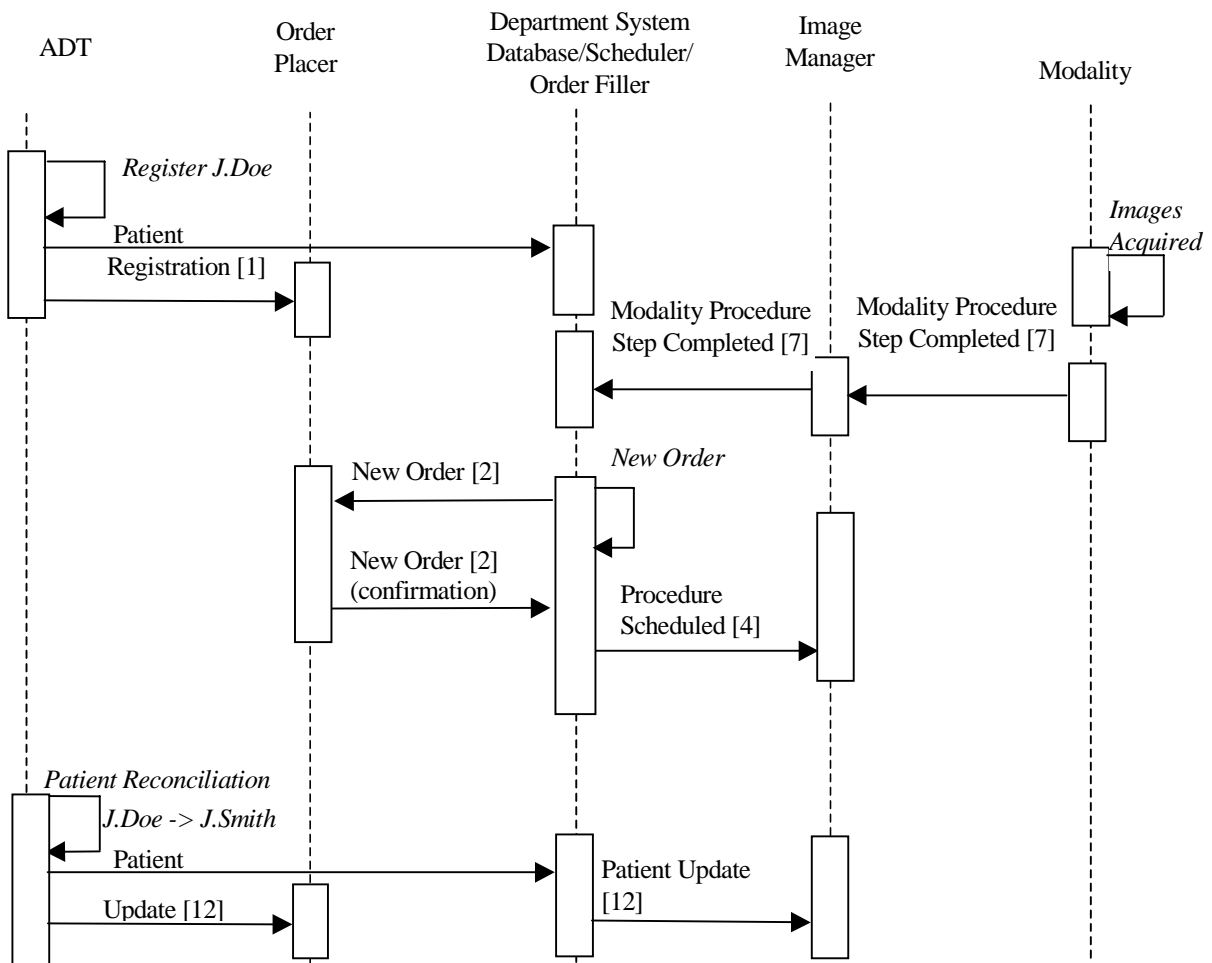 ADT
Order
Placer
Department System
Database/Scheduler/
Order Filler
Image
Manager
Modality
Register J.Doe
Patient
Registration [1]
Images
Acquired
Modality Procedure
Step Completed [7]
Modality Procedure
Step Completed [7]
New Order [2]
New Order
New Order [2]
(confirmation)
Procedure
Scheduled [4]
Patient Reconciliation
J.Doe -> J.Smith
Patient
Update [12]
Patient Update
[12]